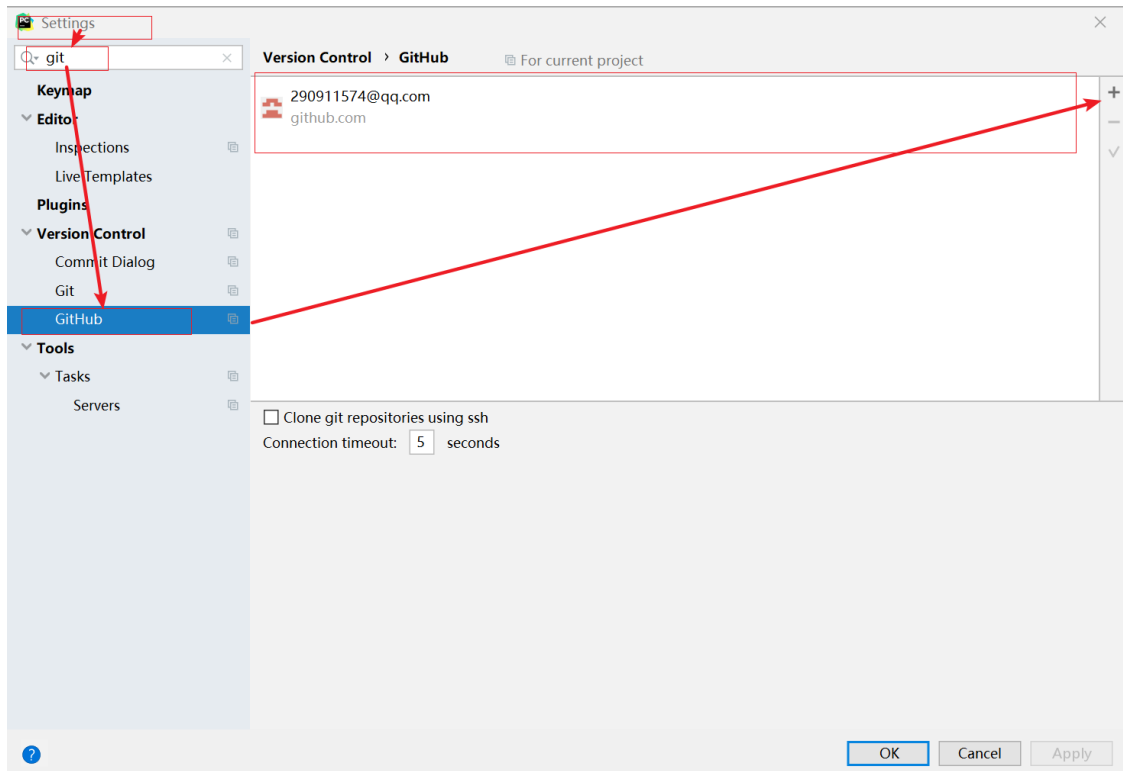 PC Settings
git
Version Control › GitHub For current project
Keymap
Editor
Inspections
Live Templates
Plugins
Version Control
Commit Dialog
Git
GitHub
Tools
Tasks
Servers
290911574@qq.com
github.com
Clone git repositories using ssh
Connection timeout: 5 seconds
? OK Cancel Apply